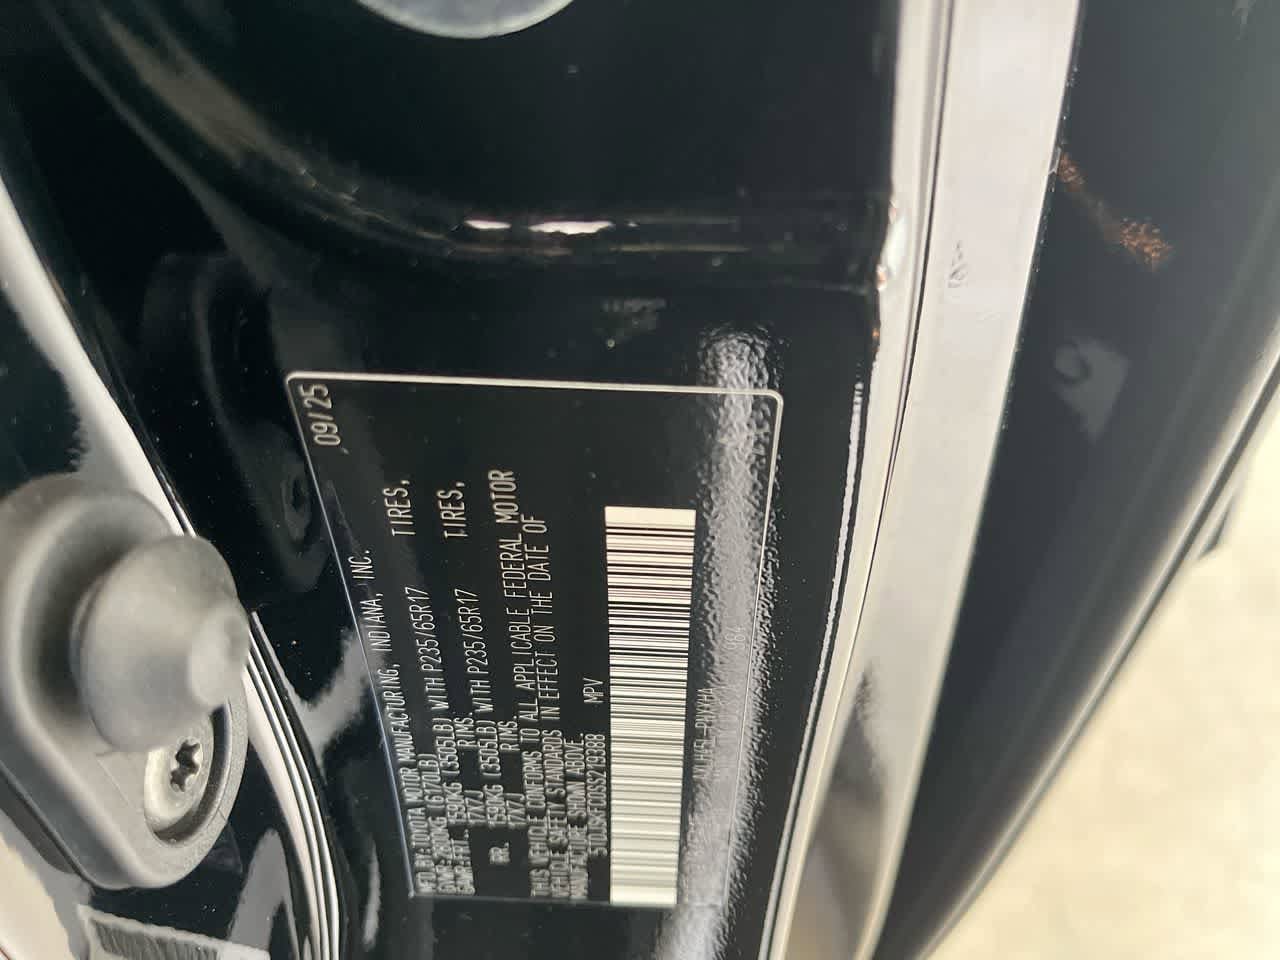 09/25
MFD.BY:TOYOTA MOTOR MANUFACTURING, INDIANA, INC.
GVWR:2800KG (6170LB)
GAWR:FRT. 1590KG (3505LB) WITH P235/65R17 TIRES,
17X7J RIMS.
RR. 1590KG (3505LB) WITH P235/65R17 TIRES,
17X7J RIMS.
THIS VEHICLE CONFORMS TO ALL APPLICABLE FEDERAL MOTOR
VEHICLE SAFETY STANDARDS IN EFFECT ON THE DATE OF
MANUFACTURE SHOWN ABOVE.
MPV
984